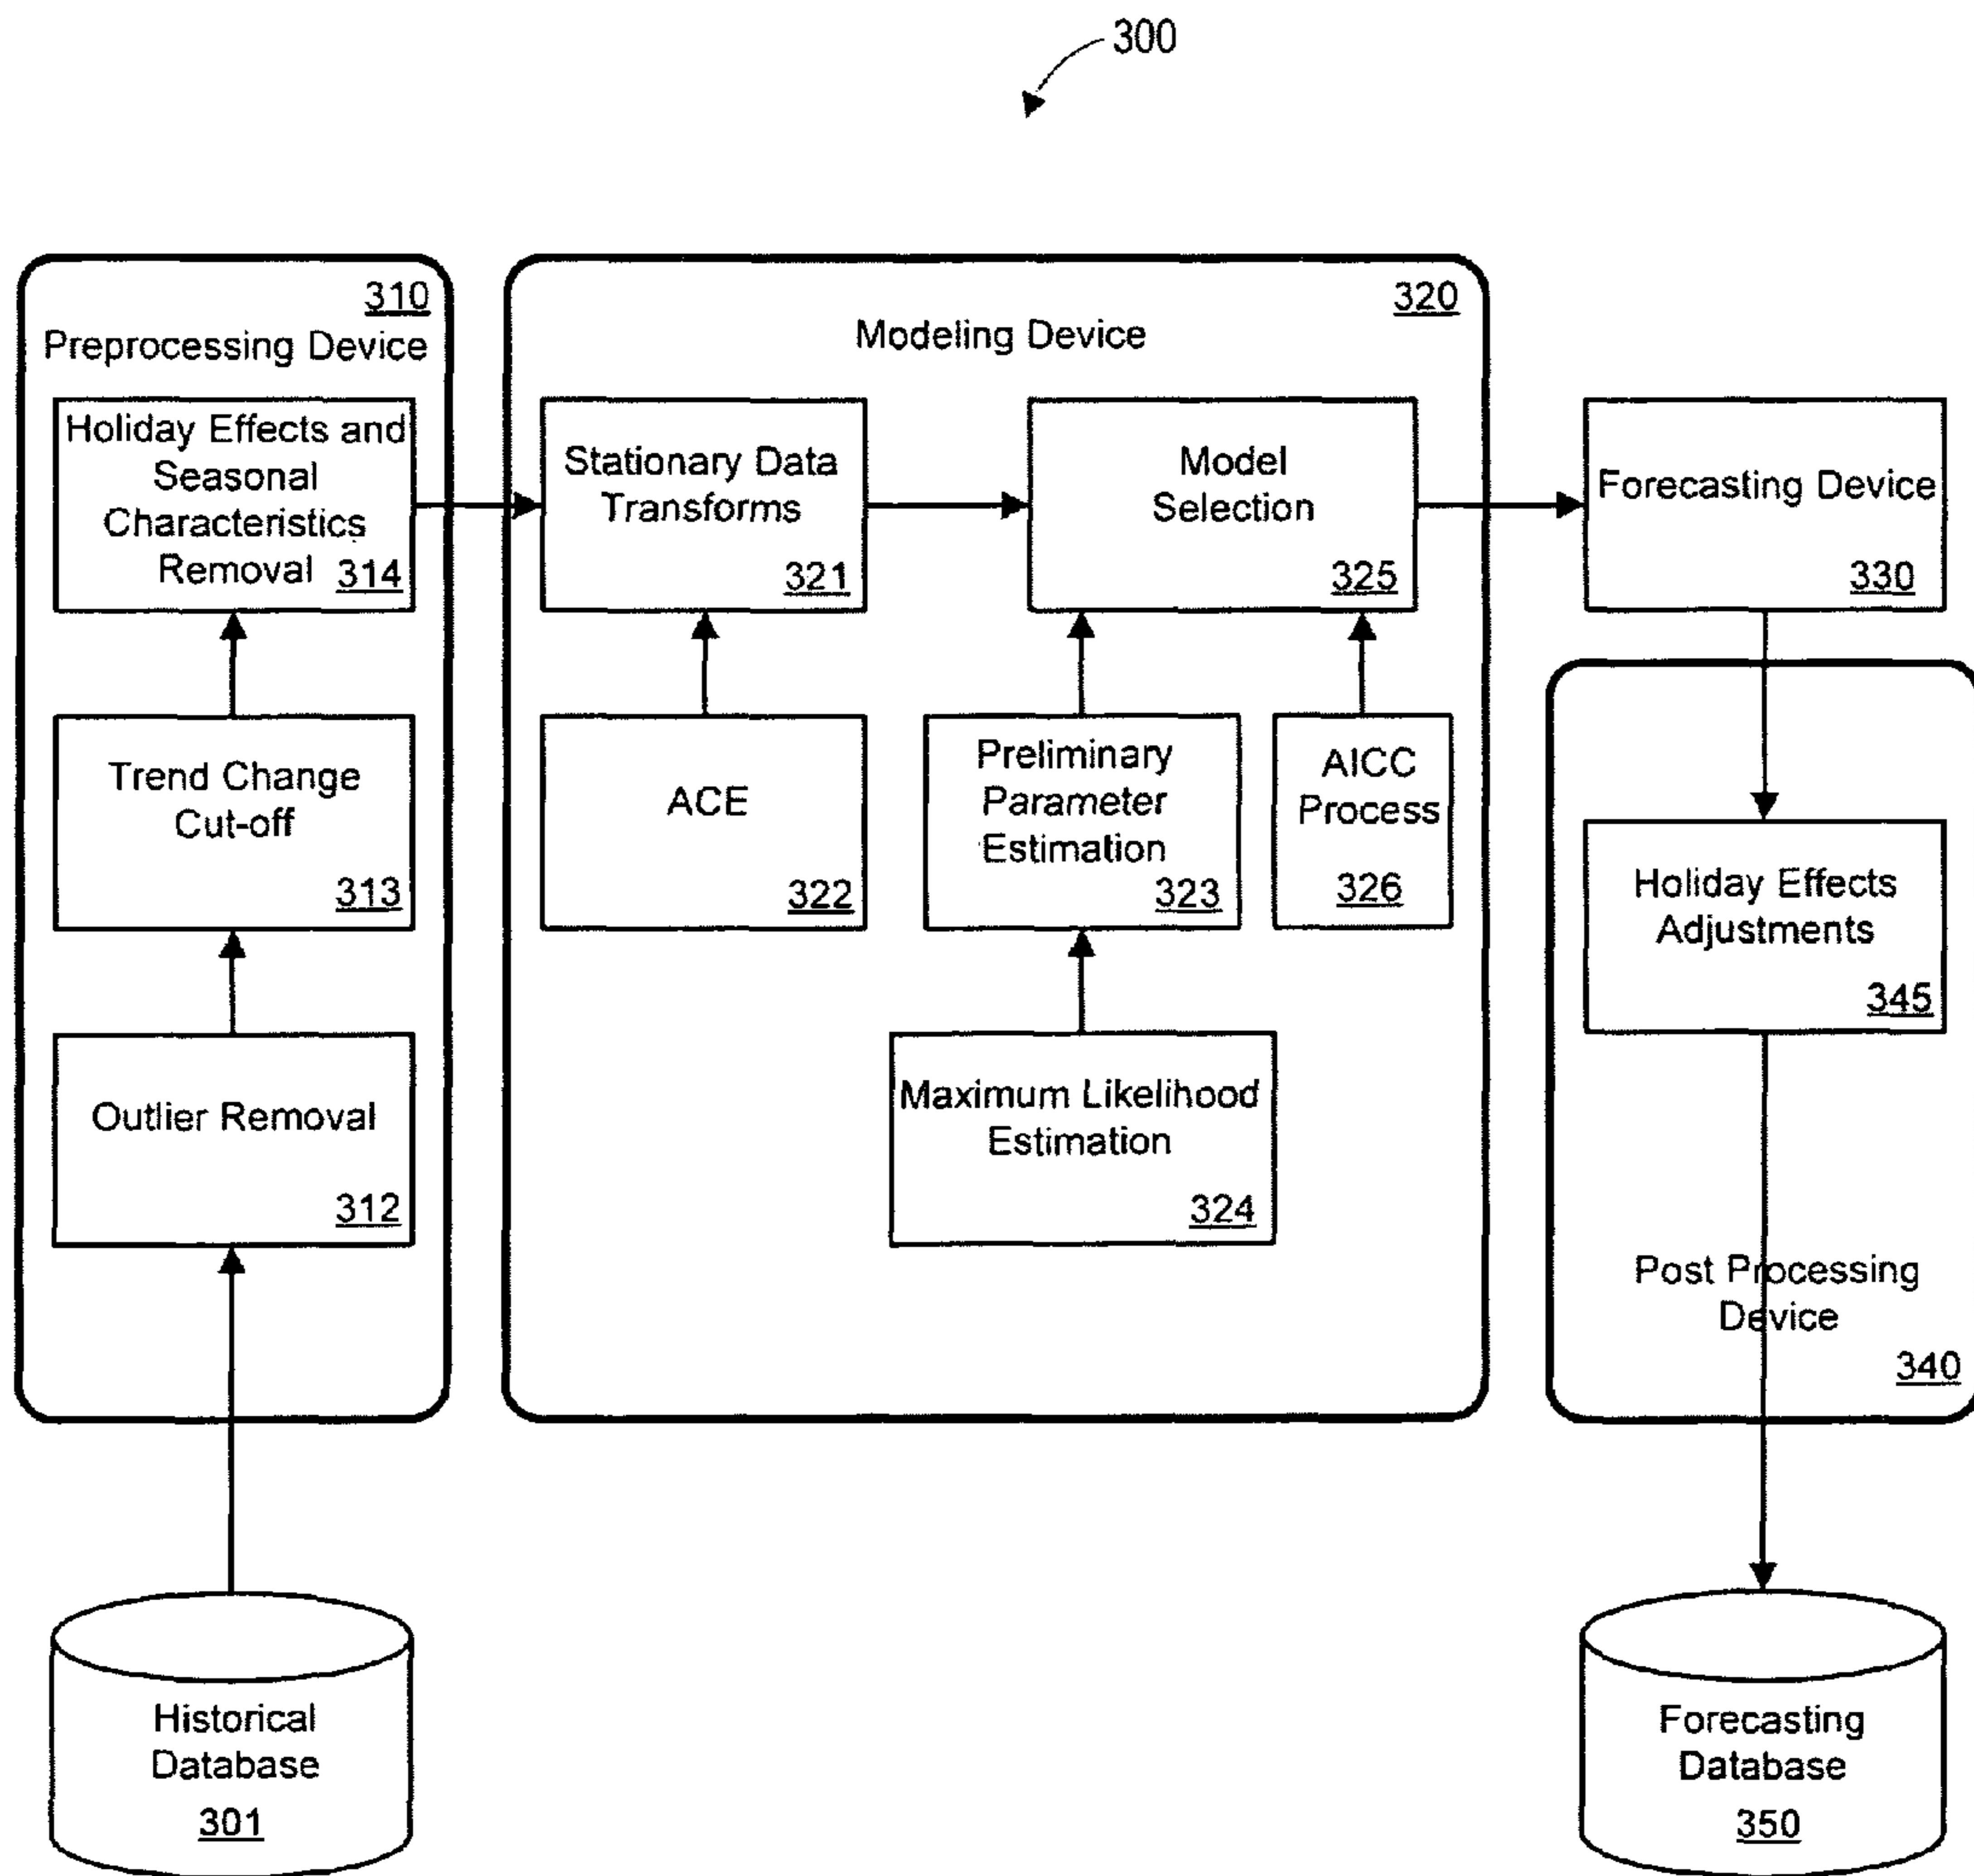 300
310
Preprocessing Device
Holiday Effects and
Seasonal
Characteristics
Removal 314
Trend Change
Cut-off
313
Outlier Removal
312
Historical
Database
301
320
Modeling Device
Stationary Data
Transforms
321
ACE
322
Model
Selection
325
Preliminary
Parameter
Estimation
323
AICC
Process
326
Maximum Likelihood
Estimation
324
Forecasting Device
330
Holiday Effects
Adjustments
345
Post Processing
Device
340
Forecasting
Database
350